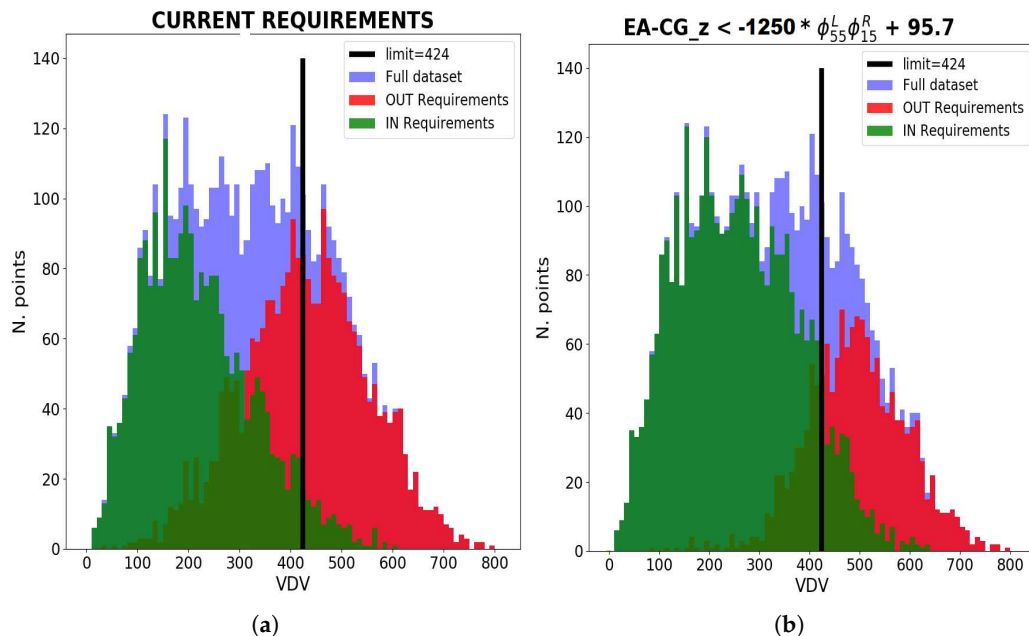 CURRENT REQUIREMENTS
140
120
100
80
60
40
20
0
N. points
limit=424
Full dataset
OUT Requirements
IN Requirements
0 100 200 300 400 500 600 700 800
VDV
(a)
EA-CG_z < -1250 * ϕ^L_55 ϕ^R_15 + 95.7
140
120
100
80
60
40
20
0
N. points
limit=424
Full dataset
OUT Requirements
IN Requirements
0 100 200 300 400 500 600 700 800
VDV
(b)